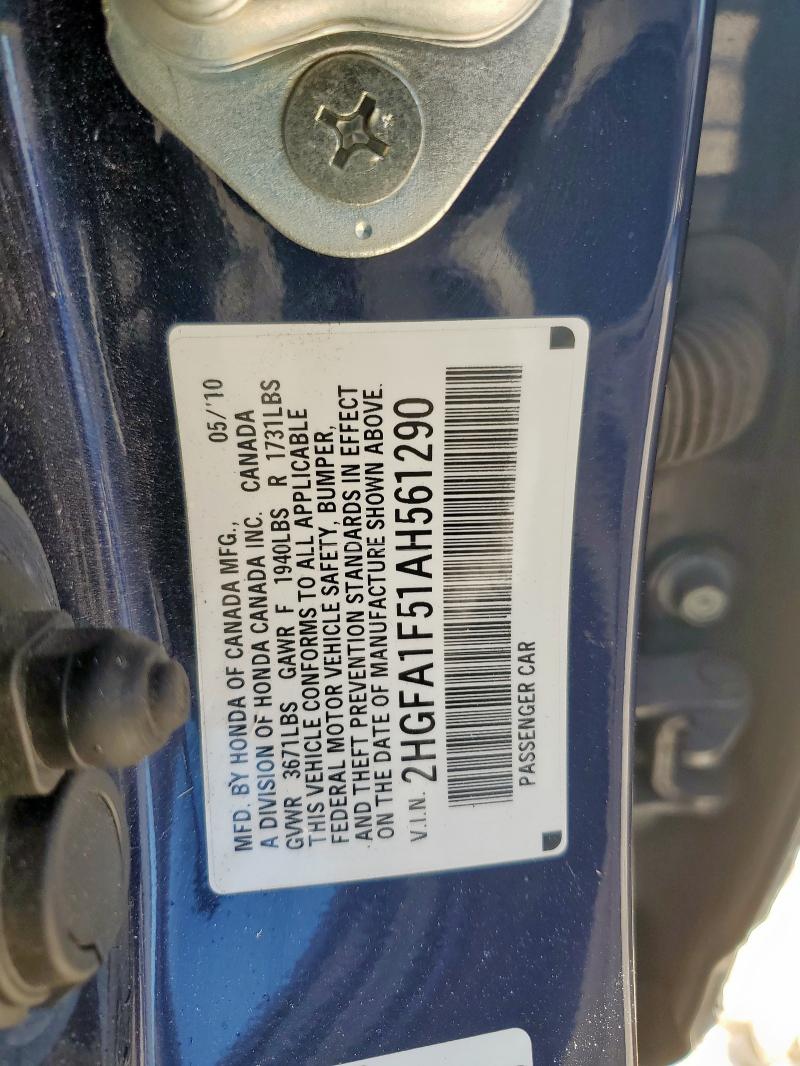 MFD. BY HONDA OF CANADA MFG., 05/'10
A DIVISION OF HONDA CANADA INC. CANADA
GVWR 3671LBS GAWR F 1940LBS R 1731LBS
THIS VEHICLE CONFORMS TO ALL APPLICABLE
FEDERAL MOTOR VEHICLE SAFETY, BUMPER,
AND THEFT PREVENTION STANDARDS IN EFFECT
ON THE DATE OF MANUFACTURE SHOWN ABOVE.
V.I.N. 2HGFA1F51AH561290
PASSENGER CAR